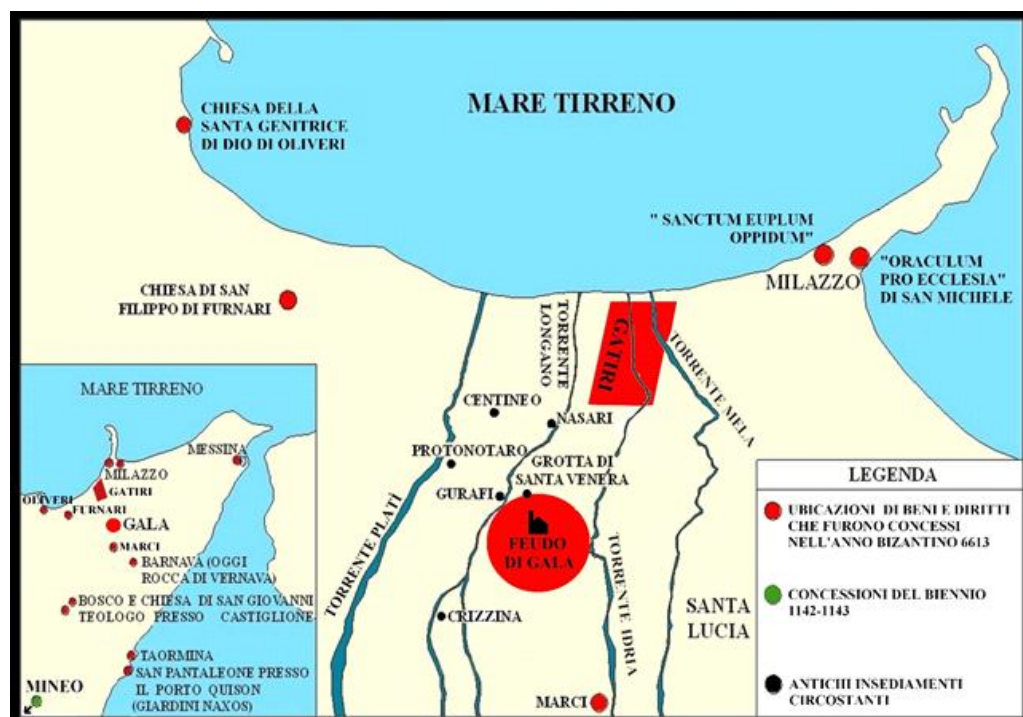 MARE TIRRENO
CHIESA DELLA
SANTA GENITRICE
DI DIO DI OLIVERI
" SANCTUM EUPLUM
OPPIDUM"
MILAZZO
"ORACULUM
PRO ECCLESIA"
DI SAN MICHELE
CHIESA DI SAN
FILIPPO DI FURNARI
TORRENTE
LONGANO
GATIRI
TORRENTE MELA
CENTINEO
NASARI
PROTONOTARO
GROTTA DI
SANTA VENERA
GURAFI
FEUDO
DI GALA
TORRENTE PLATÌ
TORRENTE IDRIA
CRIZZINA
SANTA
LUCIA
MARCI
MARE TIRRENO
MESSINA
MILAZZO
GATIRI
OLIVERI
FURNARI
GALA
MARCI
BARNAVA (OGGI
ROCCA DI VERNAVA)
BOSCO E CHIESA DI SAN GIOVANNI
TEOLOGO PRESSO CASTIGLIONE
TAORMINA
SAN PANTALEONE PRESSO
IL PORTO QUISON
(GIARDINI NAXOS)
MINEO
LEGENDA
UBICAZIONI DI BENI E DIRITTI
CHE FURONO CONCESSI
NELL'ANNO BIZANTINO 6613
CONCESSIONI DEL BIENNIO
1142-1143
ANTICHI INSEDIAMENTI
CIRCOSTANTI